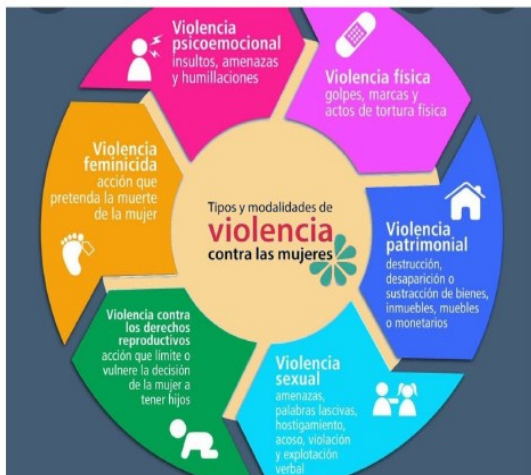 Violencia
psicoemocional
insultos, amenazas
y humillaciones
Violencia física
golpes, marcas y
actos de tortura física
Violencia
patrimonial
destrucción,
desaparición o
sustracción de bienes,
inmuebles, muebles
o monetarios
Violencia
sexual
amenazas,
palabras lascivas,
hostigamiento,
acoso, violación
y explotación
verbal
Violencia contra
los derechos
reproductivos
acción que límite o
vulnere la decisión
de la mujer a
tener hijos
Violencia
feminicida
acción que
pretenda la muerte
de la mujer
Tipos y modalidades de
violencia
contra las mujeres